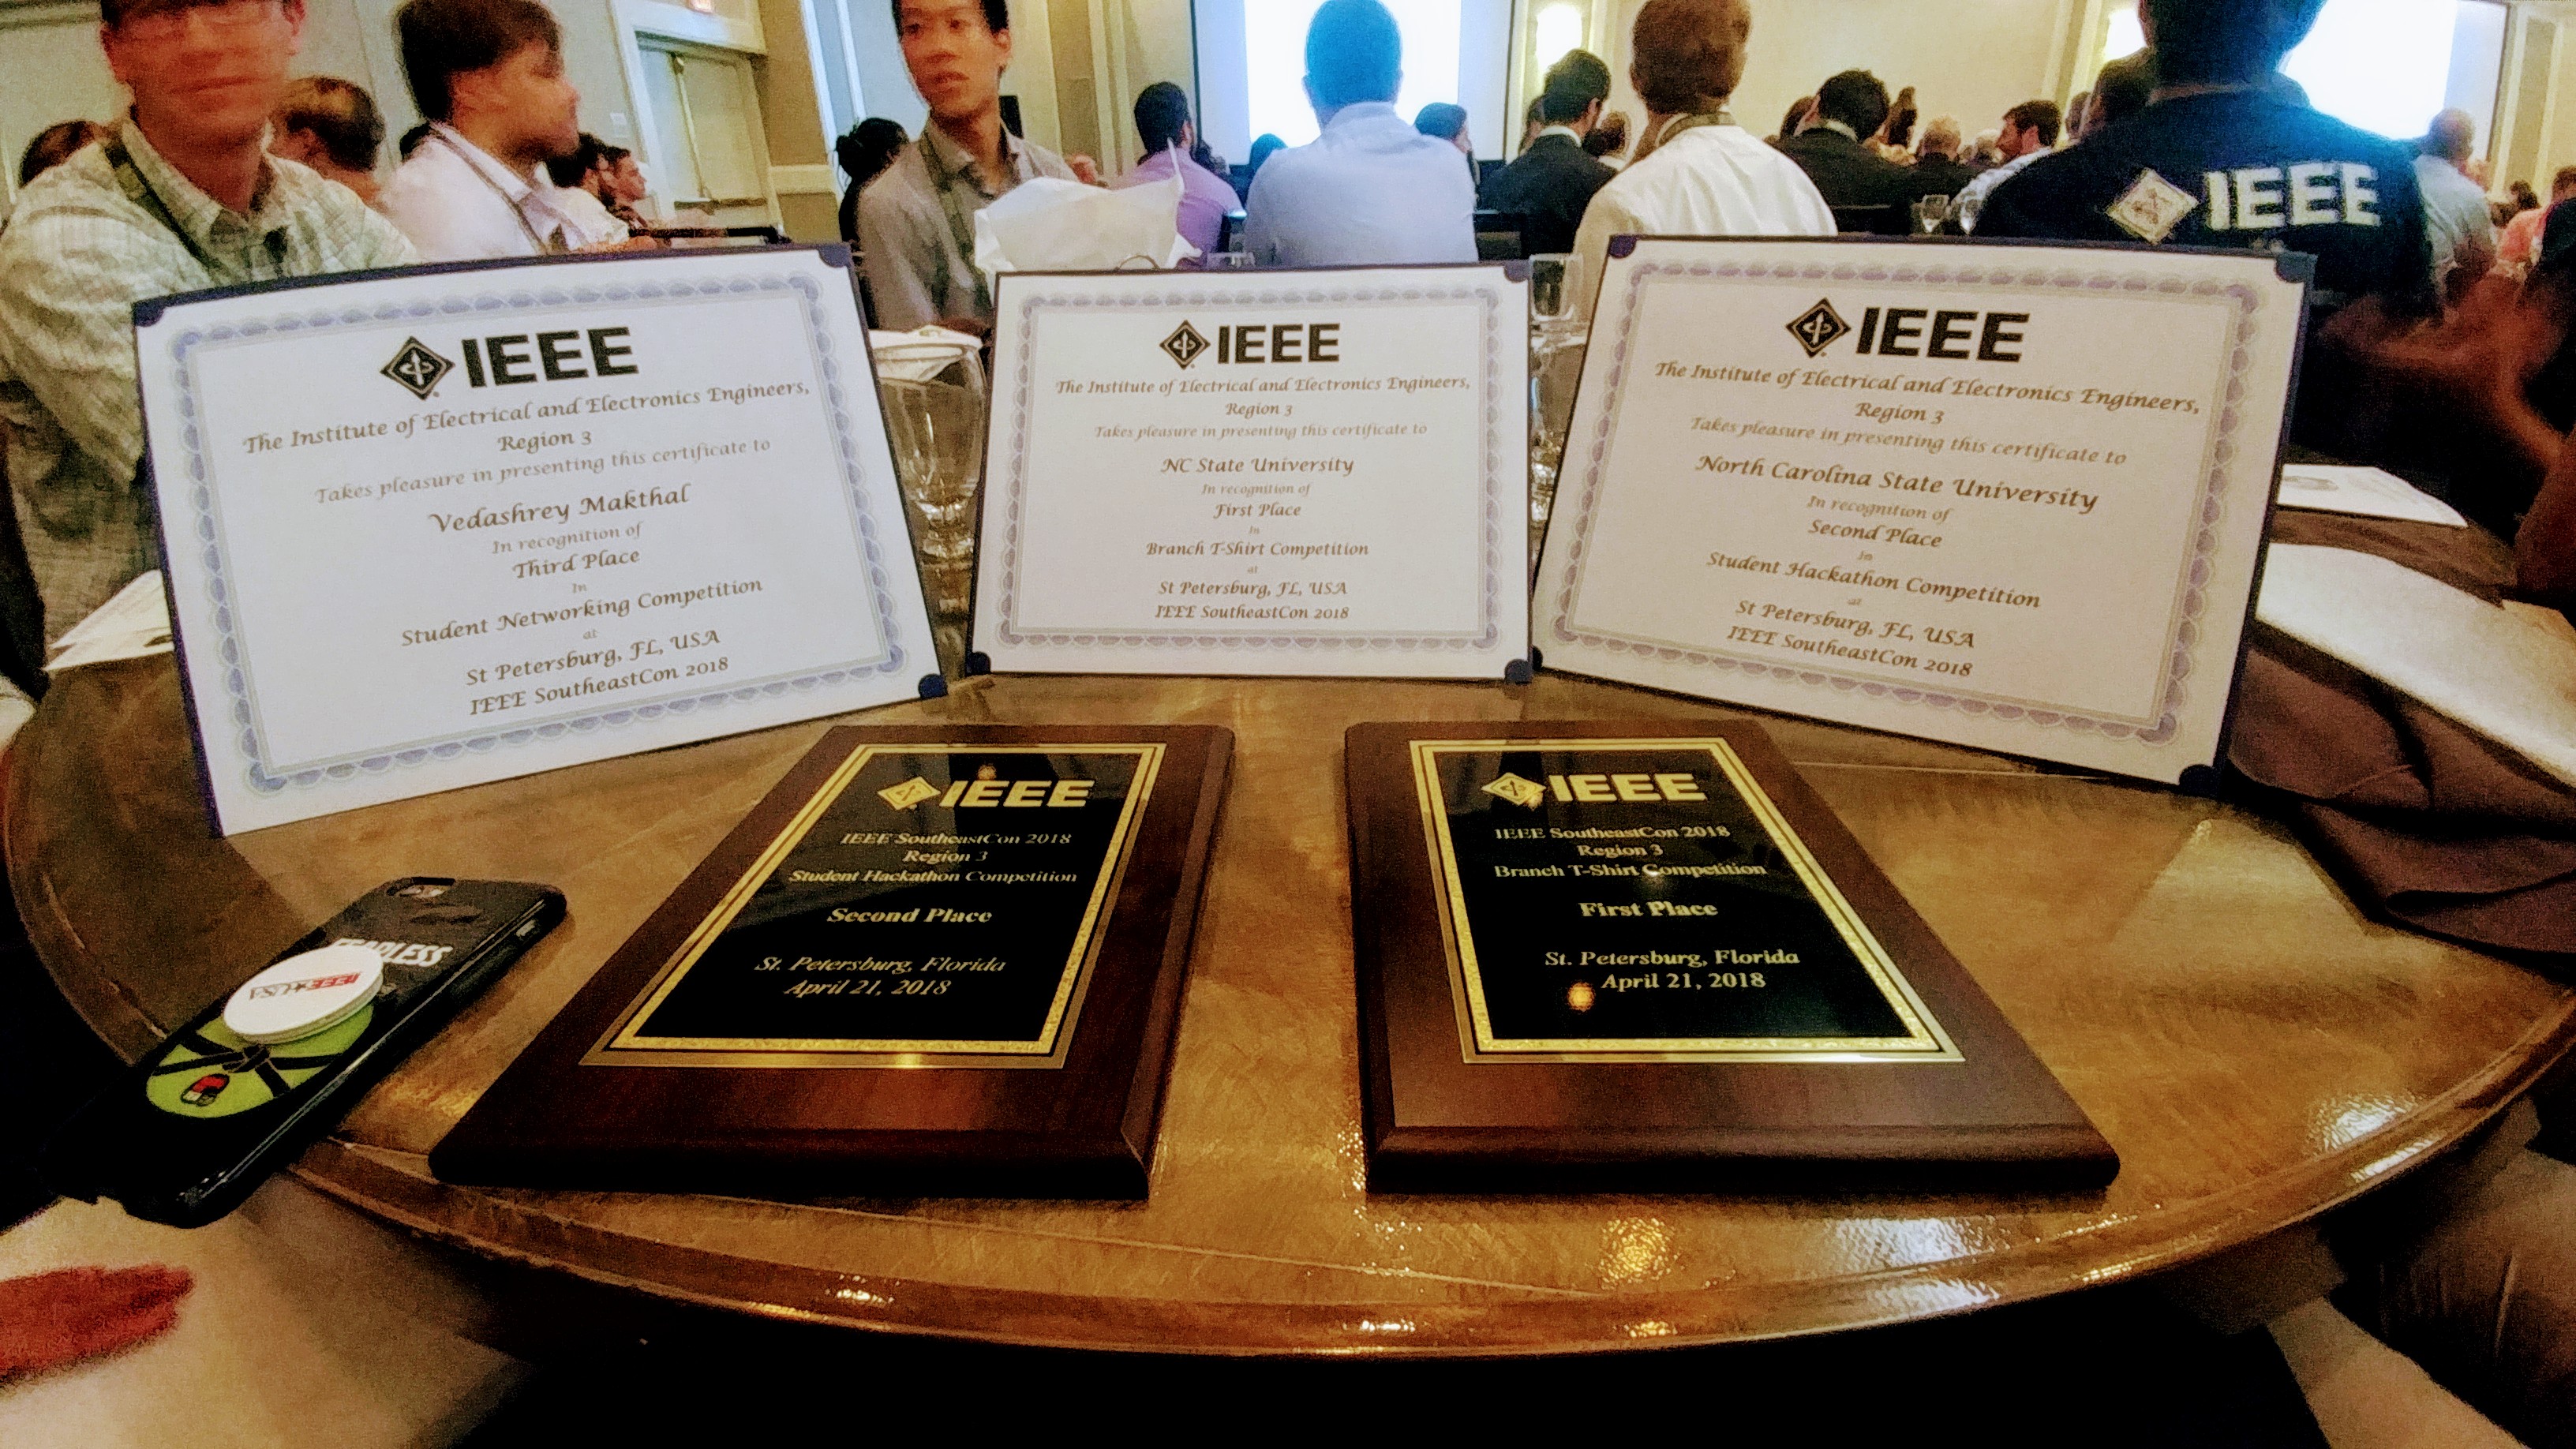 IEEE
IEEE
The Institute of Electrical and Electronics Engineers,
Region 3
Takes pleasure in presenting this certificate to
Vedashrey Makthal
In recognition of
Third Place
In
Student Networking Competition
at
St Petersburg, FL, USA
IEEE SoutheastCon 2018
IEEE
The Institute of Electrical and Electronics Engineers,
Region 3
Takes pleasure in presenting this certificate to
NC State University
In recognition of
First Place
In
Branch T-Shirt Competition
at
St Petersburg, FL, USA
IEEE SoutheastCon 2018
IEEE
The Institute of Electrical and Electronics Engineers,
Region 3
Takes pleasure in presenting this certificate to
North Carolina State University
In recognition of
Second Place
In
Student Hackathon Competition
at
St Petersburg, FL, USA
IEEE SoutheastCon 2018
IEEE
IEEE SoutheastCon 2018
Region 3
Student Hackathon Competition
Second Place
St. Petersburg, Florida
April 21, 2018
IEEE
IEEE SoutheastCon 2018
Region 3
Branch T-Shirt Competition
First Place
St. Petersburg, Florida
April 21, 2018
IEEE USA